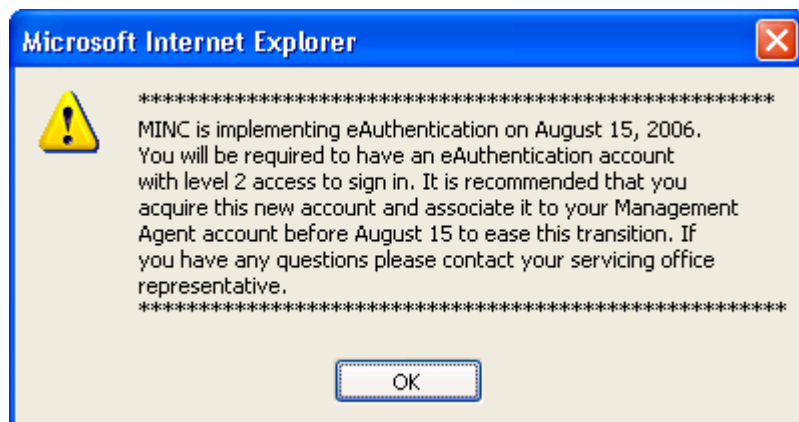 Microsoft Internet Explorer
*****************************************************
MINC is implementing eAuthentication on August 15, 2006.
You will be required to have an eAuthentication account
with level 2 access to sign in. It is recommended that you
acquire this new account and associate it to your Management
Agent account before August 15 to ease this transition. If
you have any questions please contact your servicing office
representative.
******************************************************
OK